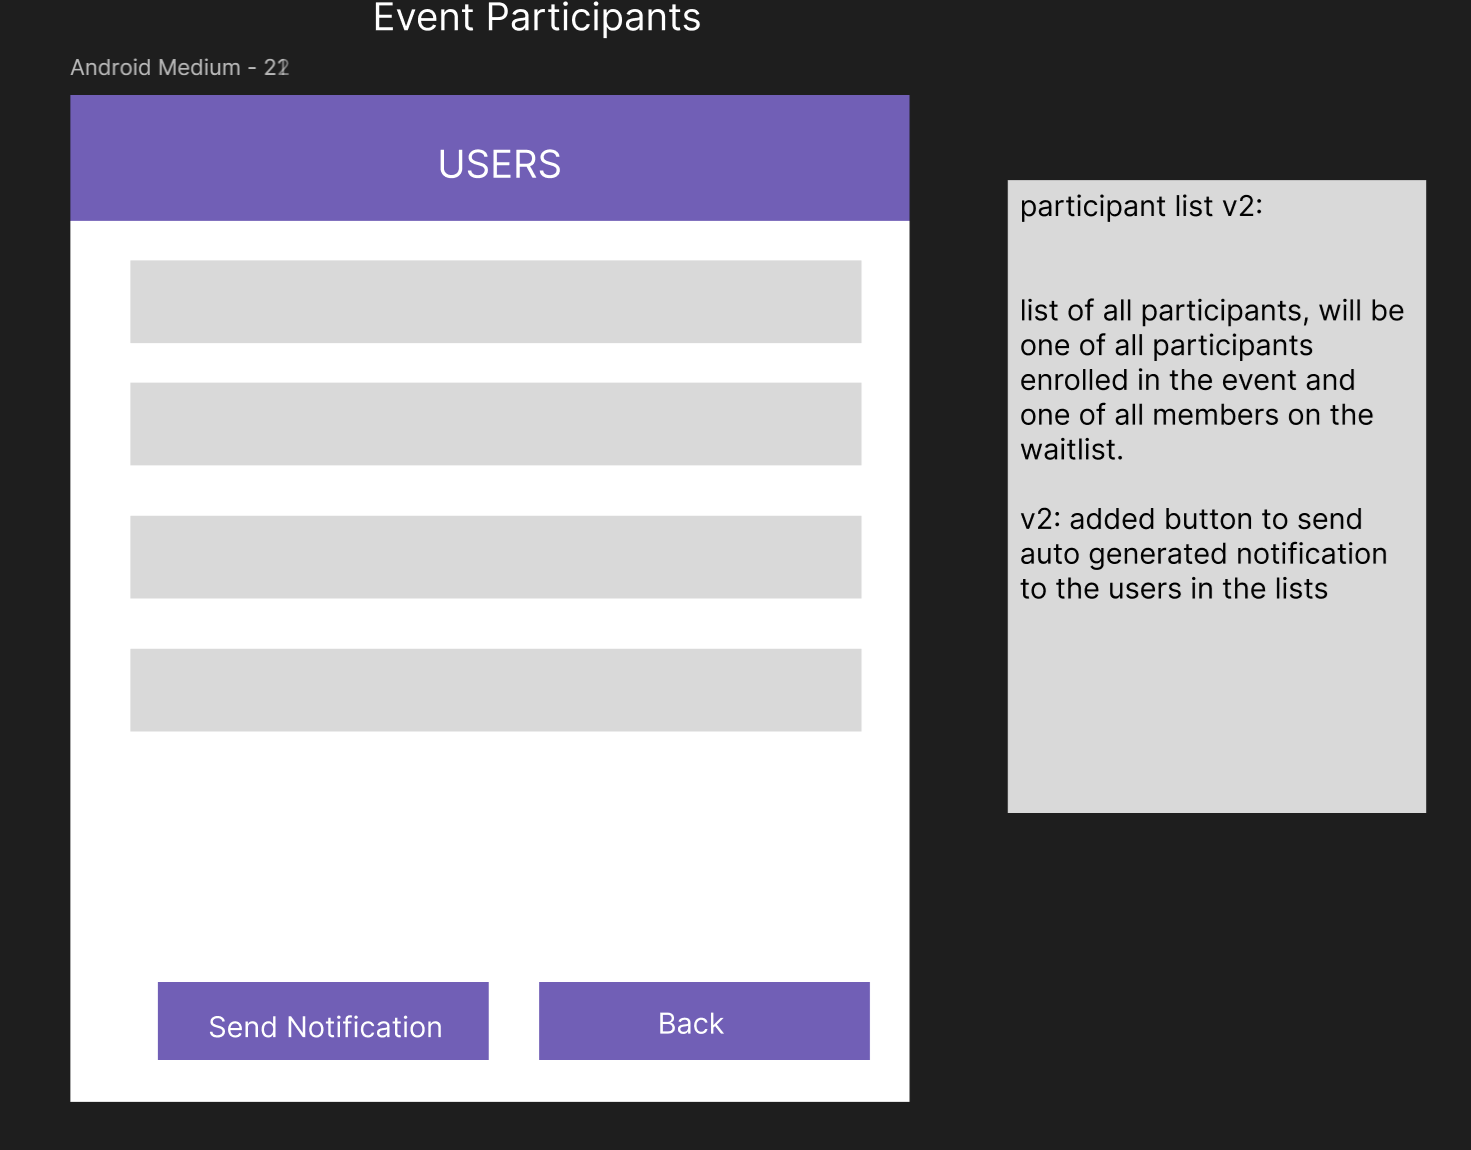 Event Participants
Android Medium - 22
USERS
participant list v2:
list of all participants, will be
one of all participants
enrolled in the event and
one of all members on the
waitlist.
v2: added button to send
auto generated notification
to the users in the lists
Send Notification
Back